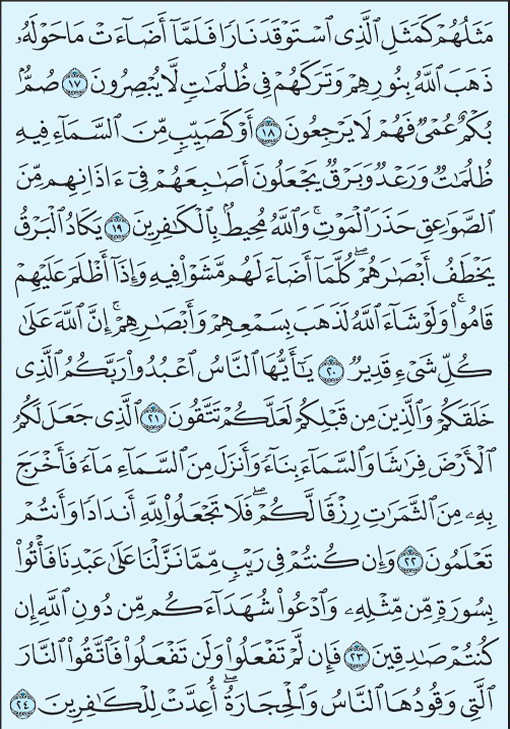 مَثَلُهُمْ كَمَثَلِ ٱلَّذِى ٱسْتَوْقَدَ نَارًا فَلَمَّآ أَضَآءَتْ مَا حَوْلَهُۥ
ذَهَبَ ٱللَّهُ بِنُورِهِمْ وَتَرَكَهُمْ فِى ظُلُمَٰتٍ لَّا يُبْصِرُونَ ١٧ صُمٌّۢ
بُكْمٌ عُمْىٌ فَهُمْ لَا يَرْجِعُونَ ١٨ أَوْ كَصَيِّبٍ مِّنَ ٱلسَّمَآءِ فِيهِ
ظُلُمَٰتٌ وَرَعْدٌ وَبَرْقٌ يَجْعَلُونَ أَصَٰبِعَهُمْ فِىٓ ءَاذَانِهِم مِّنَ
ٱلصَّوَٰعِقِ حَذَرَ ٱلْمَوْتِ ۚ وَٱللَّهُ مُحِيطٌۢ بِٱلْكَٰفِرِينَ ١٩ يَكَادُ ٱلْبَرْقُ
يَخْطَفُ أَبْصَٰرَهُمْ ۖ كُلَّمَآ أَضَآءَ لَهُم مَّشَوْا۟ فِيهِ وَإِذَآ أَظْلَمَ عَلَيْهِمْ
قَامُوا۟ ۚ وَلَوْ شَآءَ ٱللَّهُ لَذَهَبَ بِسَمْعِهِمْ وَأَبْصَٰرِهِمْ ۚ إِنَّ ٱللَّهَ عَلَىٰ
كُلِّ شَىْءٍ قَدِيرٌ ٢٠ يَٰٓأَيُّهَا ٱلنَّاسُ ٱعْبُدُوا۟ رَبَّكُمُ ٱلَّذِى
خَلَقَكُمْ وَٱلَّذِينَ مِن قَبْلِكُمْ لَعَلَّكُمْ تَتَّقُونَ ٢١ ٱلَّذِى جَعَلَ لَكُمُ
ٱلْأَرْضَ فِرَٰشًا وَٱلسَّمَآءَ بِنَآءً وَأَنزَلَ مِنَ ٱلسَّمَآءِ مَآءً فَأَخْرَجَ
بِهِۦ مِنَ ٱلثَّمَرَٰتِ رِزْقًا لَّكُمْ ۖ فَلَا تَجْعَلُوا۟ لِلَّهِ أَندَادًا وَأَنتُمْ
تَعْلَمُونَ ٢٢ وَإِن كُنتُمْ فِى رَيْبٍ مِّمَّا نَزَّلْنَا عَلَىٰ عَبْدِنَا فَأْتُوا۟
بِسُورَةٍ مِّن مِّثْلِهِۦ وَٱدْعُوا۟ شُهَدَآءَكُم مِّن دُونِ ٱللَّهِ إِن
كُنتُمْ صَٰدِقِينَ ٢٣ فَإِن لَّمْ تَفْعَلُوا۟ وَلَن تَفْعَلُوا۟ فَٱتَّقُوا۟ ٱلنَّارَ
ٱلَّتِى وَقُودُهَا ٱلنَّاسُ وَٱلْحِجَارَةُ ۖ أُعِدَّتْ لِلْكَٰفِرِينَ ٢٤